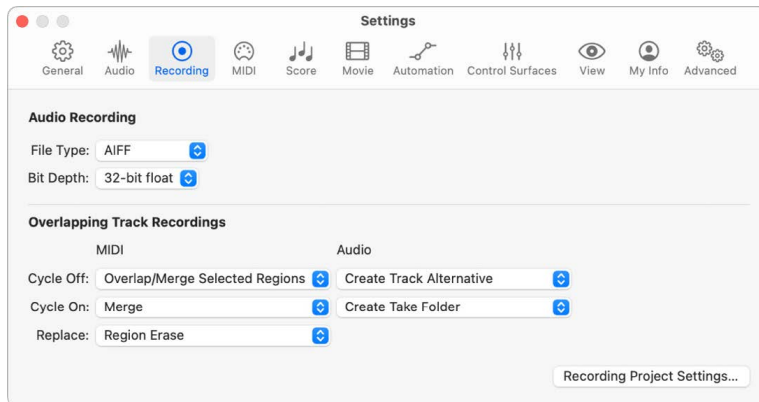 Settings
General Audio Recording MIDI Score Movie Automation Control Surfaces View My Info Advanced
Audio Recording
File Type: AIFF
Bit Depth: 32-bit float
Overlapping Track Recordings
MIDI Audio
Cycle Off: Overlap/Merge Selected Regions Create Track Alternative
Cycle On: Merge Create Take Folder
Replace: Region Erase
Recording Project Settings...